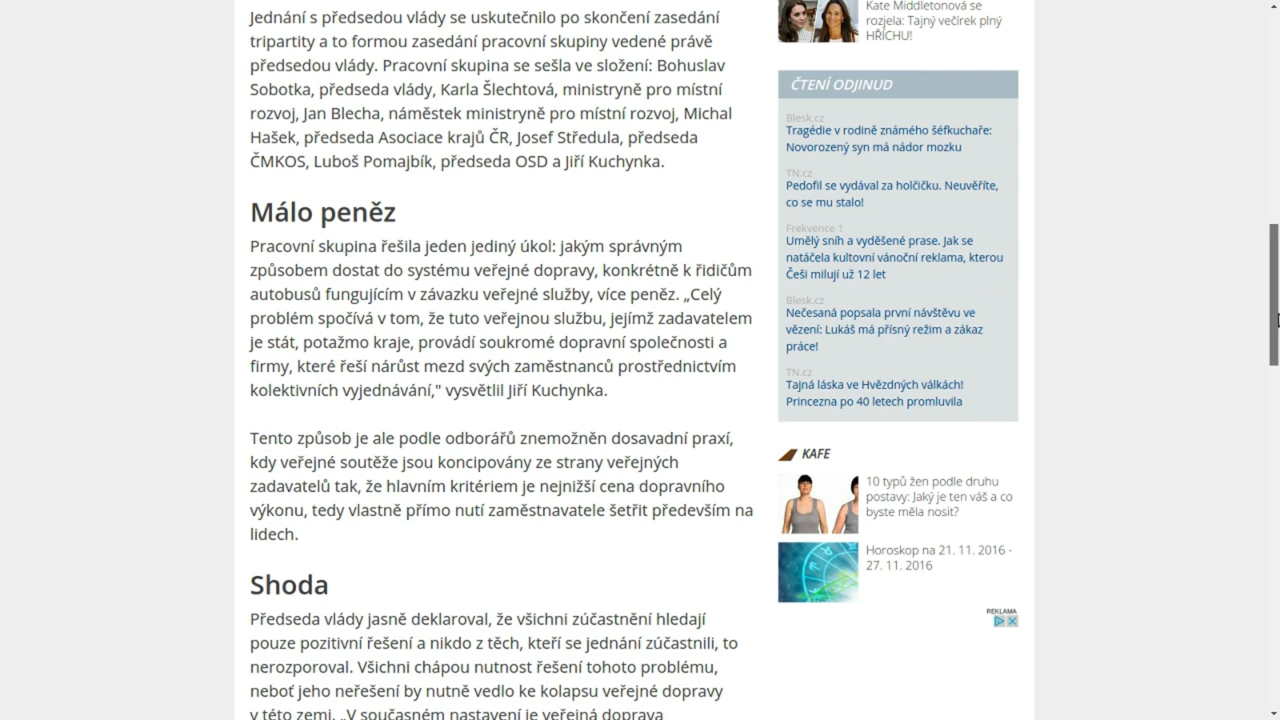 Jednání s předsedou vlády se uskutečnilo po skončení zasedání
tripartity a to formou zasedání pracovní skupiny vedené právě
předsedou vlády. Pracovní skupina se sešla ve složení: Bohuslav
Sobotka, předseda vlády, Karla Šlechtová, ministryně pro místní
rozvoj, Jan Blecha, náměstek ministryně pro místní rozvoj, Michal
Hašek, předseda Asociace krajů ČR, Josef Středula, předseda
ČMKOS, Luboš Pomajbík, předseda OSD a Jiří Kuchynka.
Málo peněz
Pracovní skupina řešila jeden jediný úkol: jakým správným
způsobem dostat do systému veřejné dopravy, konkrétně k řidičům
autobusů fungujícím v závazku veřejné služby, více peněz. „Celý
problém spočívá v tom, že tuto veřejnou službu, jejímž zadavatelem
je stát, potažmo kraje, provádí soukromé dopravní společnosti a
firmy, které řeší nárůst mezd svých zaměstnanců prostřednictvím
kolektivních vyjednávání," vysvětlil Jiří Kuchynka.
Tento způsob je ale podle odborářů znemožněn dosavadní praxí,
kdy veřejné soutěže jsou koncipovány ze strany veřejných
zadavatelů tak, že hlavním kritériem je nejnižší cena dopravního
výkonu, tedy vlastně přímo nutí zaměstnavatele šetřit především na
lidech.
Shoda
Předseda vlády jasně deklaroval, že všichni zúčastnění hledají
pouze pozitivní řešení a nikdo z těch, kteří se jednání zúčastnili, to
nerozporoval. Všichni chápou nutnost řešení tohoto problému,
neboť jeho neřešení by nutně vedlo ke kolapsu veřejné dopravy
v této zemi. „V současném nastavení je veřejná doprava
Kate Middletonová se
rozjela: Tajný večírek plný
HŘÍCHU!
ČTENÍ ODJINUD
Blesk.cz
Tragédie v rodině známého šéfkuchaře:
Novorozený syn má nádor mozku
TN.cz
Pedofil se vydával za holčičku. Neuvěříte,
co se mu stalo!
Frekvence 1
Umělý sníh a vyděšené prase. Jak se
natáčela kultovní vánoční reklama, kterou
Češi milují už 12 let
Blesk.cz
Nečesaná popsala první návštěvu ve
vězení: Lukáš má přísný režim a zákaz
práce!
TN.cz
Tajná láska ve Hvězdných válkách!
Princezna po 40 letech promluvila
KAFE
10 typů žen podle druhu
postavy: Jaký je ten váš a co
byste měla nosit?
Horoskop na 21. 11. 2016 -
27. 11. 2016
REKLAMA